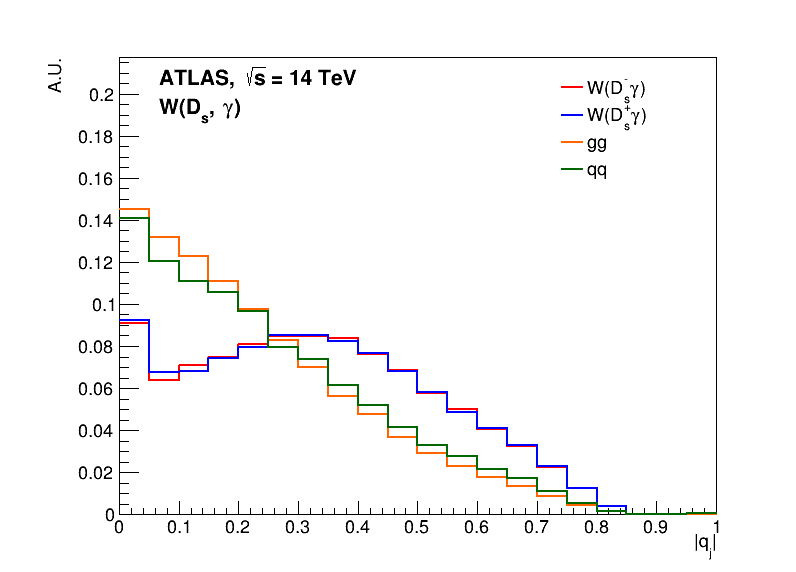 A.U.
ATLAS, √s = 14 TeV
W(D_s, γ)
W(D_s^-γ)
W(D_s^+γ)
gg
qq
0.2
0.18
0.16
0.14
0.12
0.1
0.08
0.06
0.04
0.02
0
0 0.1 0.2 0.3 0.4 0.5 0.6 0.7 0.8 0.9 1
|q_j|